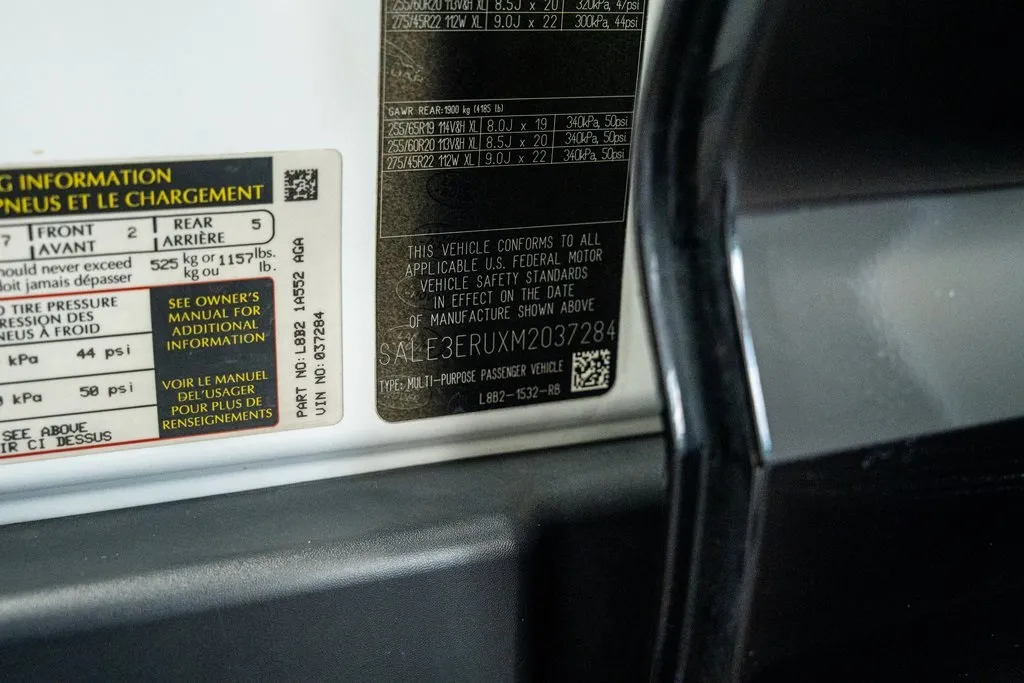 G INFORMATION
PNEUS ET LE CHARGEMENT
7 FRONT AVANT 2 REAR ARRIÈRE 5
ould never exceed
loit jamais dépasser
525 kg or kg ou 1157 lbs. lb.
TIRE PRESSURE
RESSION DES
NEUS À FROID
kPa 44 psi
kPa 50 psi
SEE ABOVE
IR CI DESSUS
SEE OWNER'S
MANUAL FOR
ADDITIONAL
INFORMATION
VOIR LE MANUEL
DEL'USAGER
POUR PLUS DE
RENSEIGNEMENTS
PART NO: L8B2 1A552 AGA
VIN NO: 037284
255/60R20 113V&H XL 8.5J x 20 320kPa, 47psi
275/45R22 112W XL 9.0J x 22 300kPa, 44psi
GAWR REAR:1900 kg (4185 lb)
255/65R19 114V&H XL 8.0J x 19 340kPa, 50psi
255/60R20 113V&H XL 8.5J x 20 340kPa, 50psi
275/45R22 112W XL 9.0J x 22 340kPa, 50psi
THIS VEHICLE CONFORMS TO ALL
APPLICABLE U.S. FEDERAL MOTOR
VEHICLE SAFETY STANDARDS
IN EFFECT ON THE DATE
OF MANUFACTURE SHOWN ABOVE
SALE3ERUXM2037284
TYPE: MULTI-PURPOSE PASSENGER VEHICLE
L8B2-1532-RB